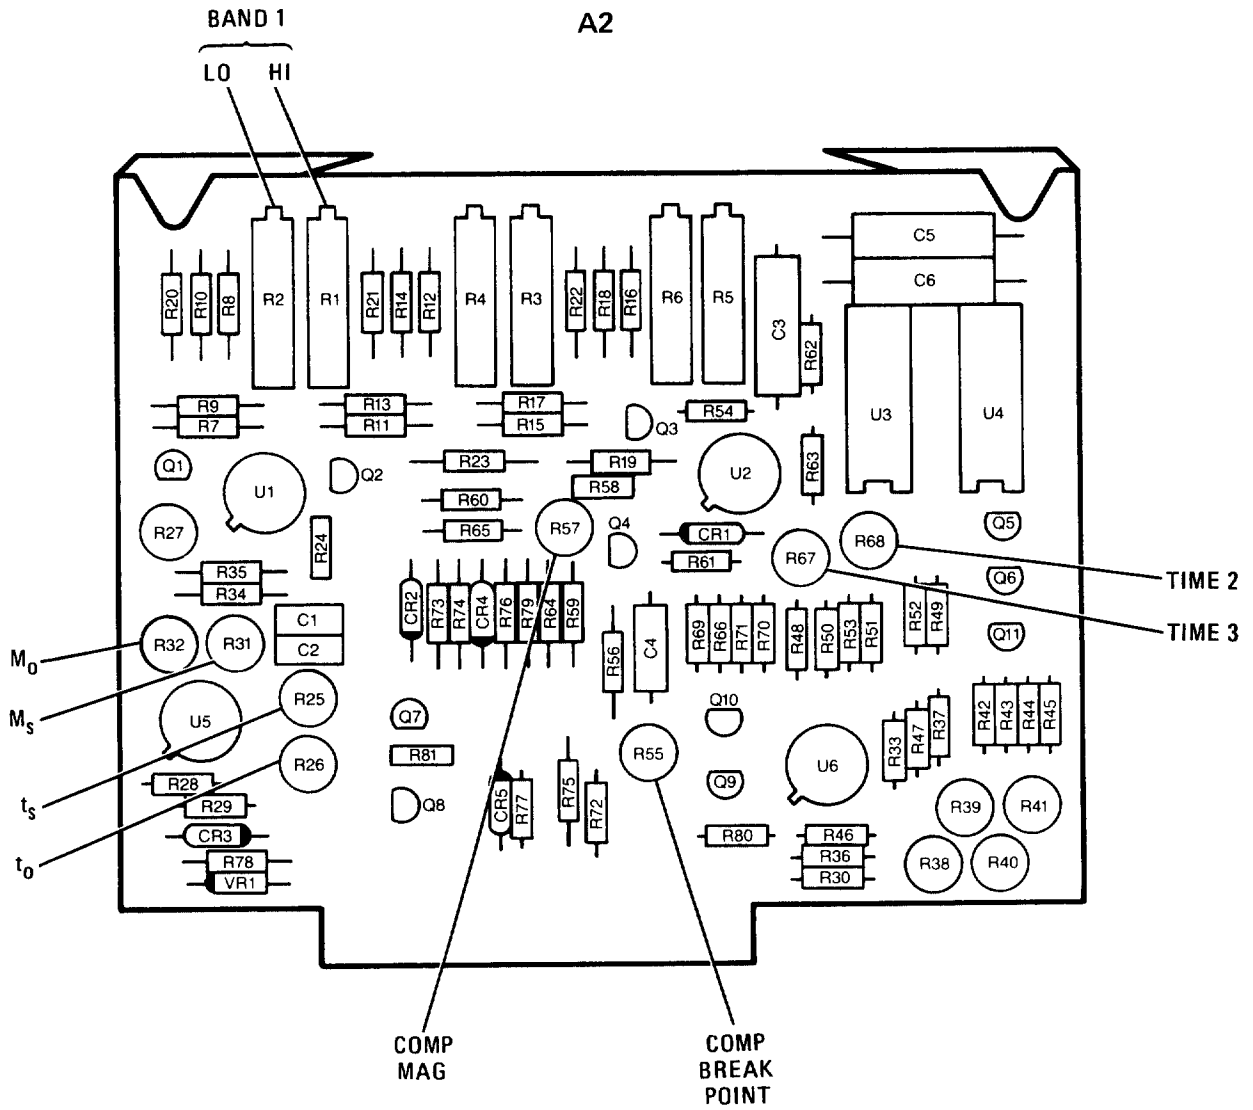 BAND 1
A2
LO HI
C5
C6
R20 R10 R8 R2 R1 R21 R14 R12 R4 R3 R22 R18 R16 R6 R5 C3 R62
R9 R13 R17 R54 U3 U4
R7 R11 R15 Q3
Q1 U1 Q2 R23 R19 U2 R63
R58
R60
R27 R24 R65 R57 Q4 CR1 R67 R68 Q5
R35 R61
R34 Q6 TIME 2
CR2 R73 R74 CR4 R76 R79 R64 R59 R52 R49
C1
C2
R32 R31 R56 C4 R69 R66 R71 R70 R48 R50 R53 R51 Q11 TIME 3
Mo
Ms
U5 R25 Q7 Q10 R33 R47 R37 R42 R43 R44 R45
R26 R81 R55 U6
R28 Q9
R29 Q8 CR5 R77 R75 R72 R39 R41
ts
CR3 R80 R46
R78 R36 R38 R40
VR1 R30
to
COMP
MAG
COMP
BREAK
POINT